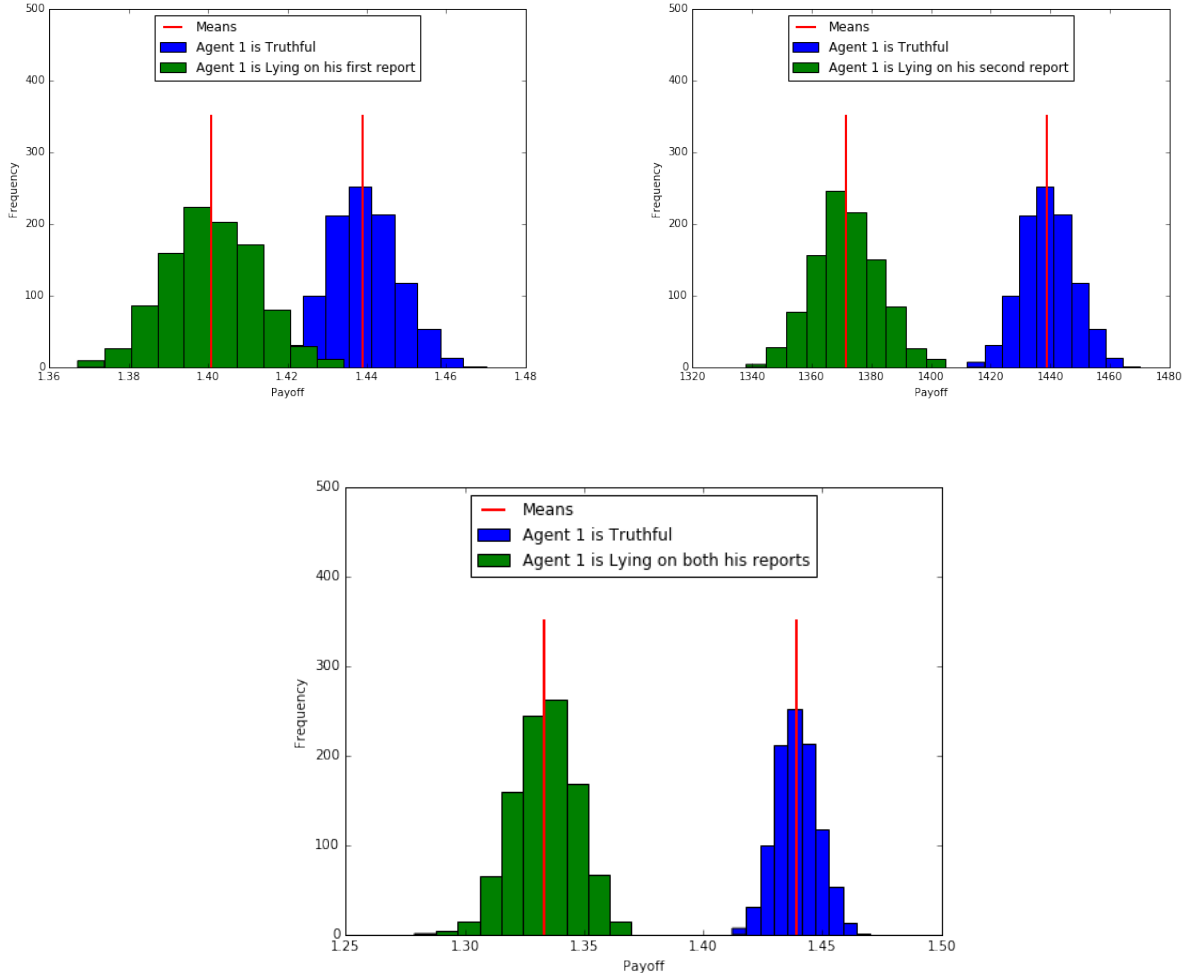 500
400
300
200
100
0
Frequency
Means
Agent 1 is Truthful
Agent 1 is Lying on his first report
1.36
1.38
1.40
1.42
1.44
1.46
1.48
Payoff
500
400
300
200
100
0
Frequency
Means
Agent 1 is Truthful
Agent 1 is Lying on his second report
1320
1340
1360
1380
1400
1420
1440
1460
1480
Payoff
500
400
300
200
100
0
Frequency
Means
Agent 1 is Truthful
Agent 1 is Lying on both his reports
1.25
1.30
1.35
1.40
1.45
1.50
Payoff